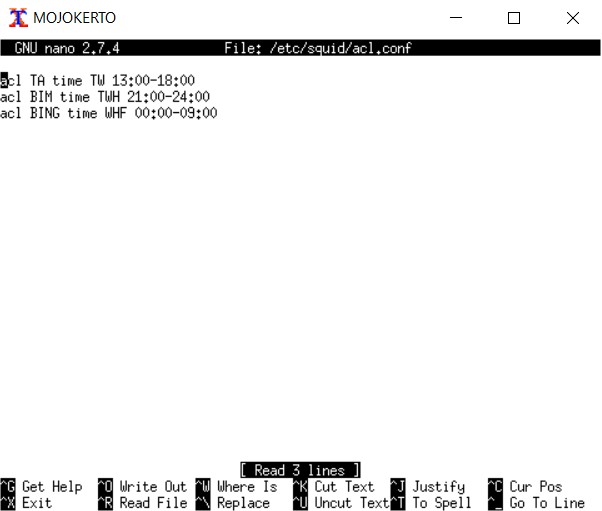 MOJOKERTO
GNU nano 2.7.4 File: /etc/squid/acl.conf
acl TA time TW 13:00-18:00
acl BIM time TWH 21:00-24:00
acl BING time WHF 00:00-09:00
[ Read 3 lines ]
^G Get Help ^O Write Out ^W Where Is ^K Cut Text ^J Justify ^C Cur Pos
^X Exit ^R Read File ^\ Replace ^U Uncut Text ^T To Spell ^_ Go To Line